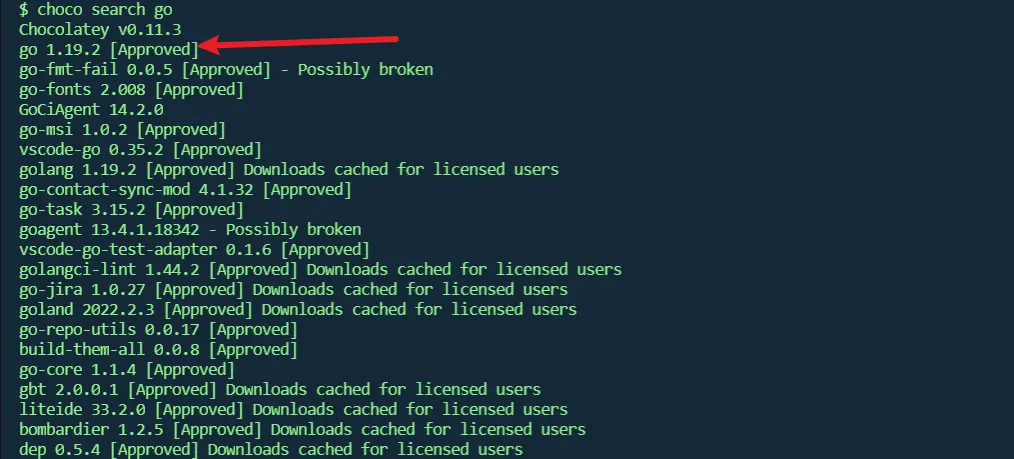 $ choco search go
Chocolatey v0.11.3
go 1.19.2 [Approved]
go-fmt-fail 0.0.5 [Approved] - Possibly broken
go-fonts 2.008 [Approved]
GoCiAgent 14.2.0
go-msi 1.0.2 [Approved]
vscode-go 0.35.2 [Approved]
golang 1.19.2 [Approved] Downloads cached for licensed users
go-contact-sync-mod 4.1.32 [Approved]
go-task 3.15.2 [Approved]
goagent 13.4.1.18342 - Possibly broken
vscode-go-test-adapter 0.1.6 [Approved]
golangci-lint 1.44.2 [Approved] Downloads cached for licensed users
go-jira 1.0.27 [Approved] Downloads cached for licensed users
goland 2022.2.3 [Approved] Downloads cached for licensed users
go-repo-utils 0.0.17 [Approved]
build-them-all 0.0.8 [Approved]
go-core 1.1.4 [Approved]
gbt 2.0.0.1 [Approved] Downloads cached for licensed users
liteide 33.2.0 [Approved] Downloads cached for licensed users
bombardier 1.2.5 [Approved] Downloads cached for licensed users
dep 0.5.4 [Approved] Downloads cached for licensed users